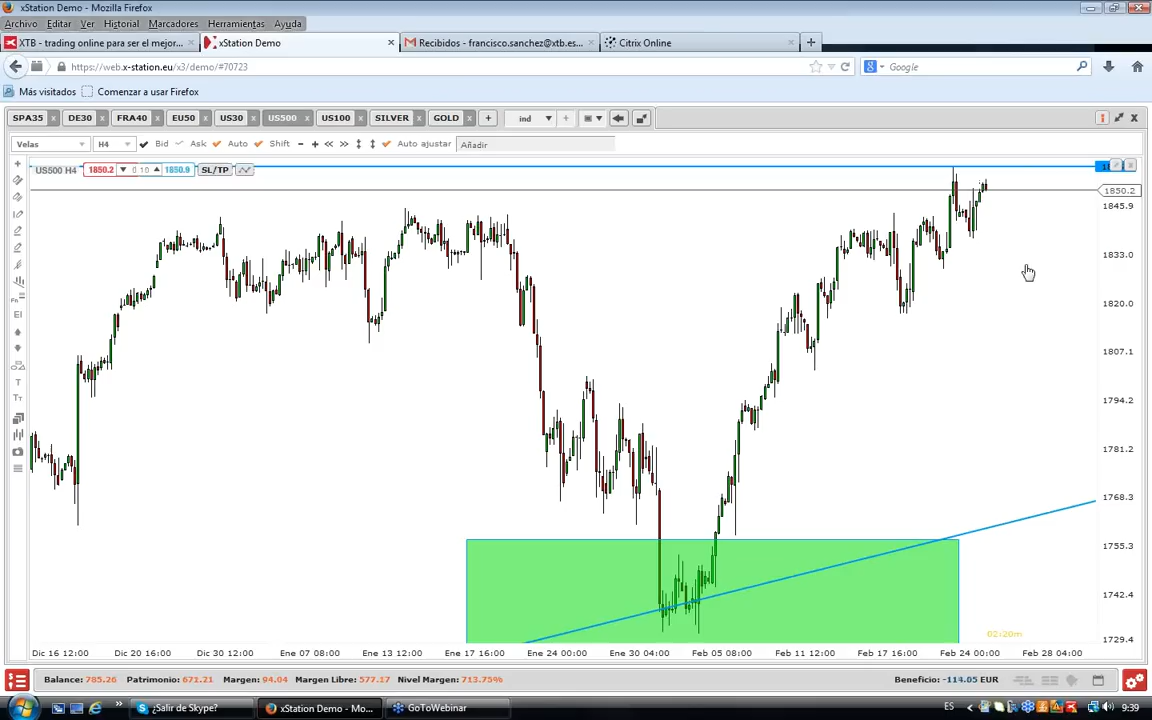 xStation Demo - Mozilla Firefox
Archivo Editar Ver Historial Marcadores Herramientas Ayuda
XTB - trading online para ser el mejor...
xStation Demo
Recibidos - francisco.sanchez@xtb.es...
Citrix Online
https://web.x-station.eu/x3/demo/#70723
Google
Más visitados Comenzar a usar Firefox
SPA35 DE30 FRA40 EU50 US30 US500 US100 SILVER GOLD + ind
Velas H4 Bid Ask Auto Shift Auto ajustar Añadir
US500 H4 1850.2 0 10 1850.9 SL/TP
1850.2
1845.9
1833.0
1820.0
1807.1
1794.2
1781.2
1768.3
1755.3
1742.4
1729.4
02:20m
Dic 16 12:00 Dic 20 16:00 Dic 30 12:00 Ene 07 08:00 Ene 13 12:00 Ene 17 16:00 Ene 24 00:00 Ene 30 04:00 Feb 05 08:00 Feb 11 12:00 Feb 17 16:00 Feb 24 00:00 Feb 28 04:00
Balance: 785.26 Patrimonio: 671.21 Margen: 94.04 Margen Libre: 577.17 Nivel Margen: 713.75% Beneficio: -114.05 EUR
¿Salir de Skype? xStation Demo - Mo... GoToWebinar ES 9:39